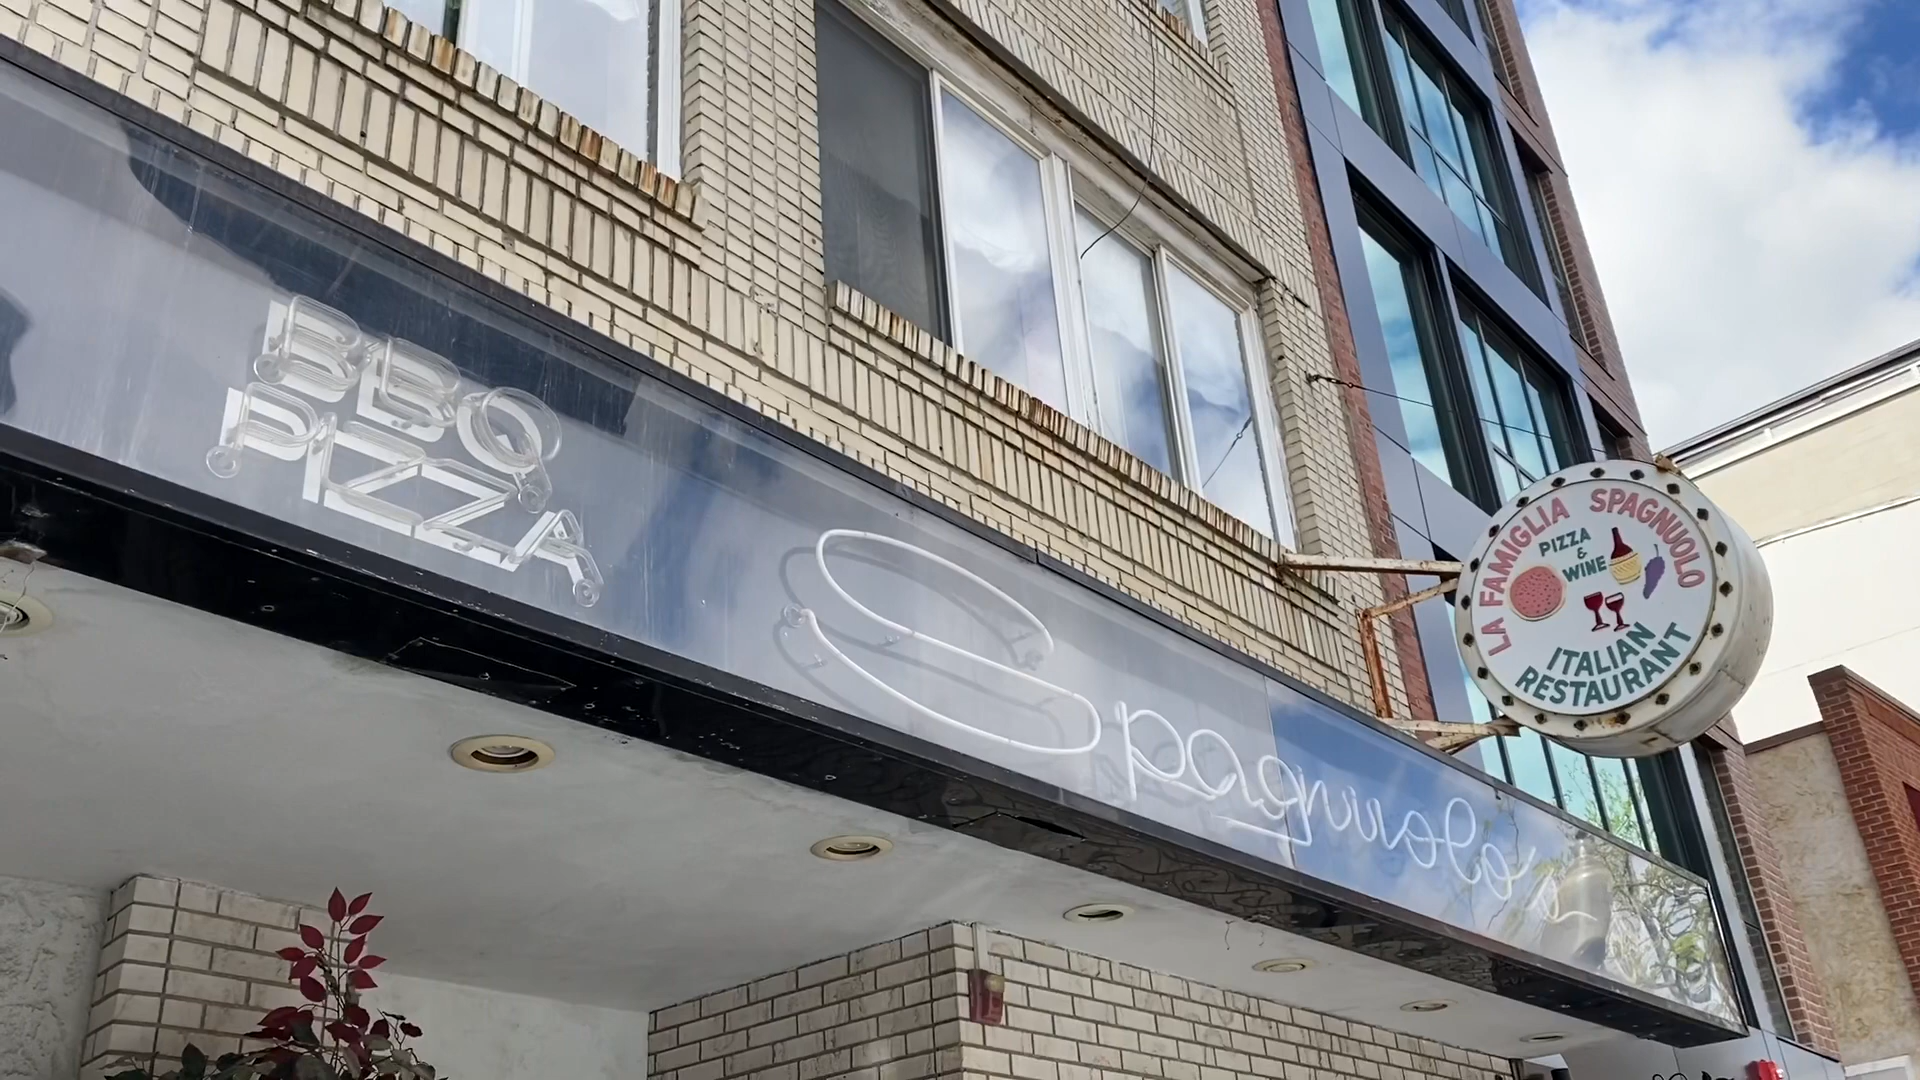 BBQ
PIZZA
Spagnuolo's
LA FAMIGLIA SPAGNUOLO
PIZZA
&
WINE
ITALIAN
RESTAURANT